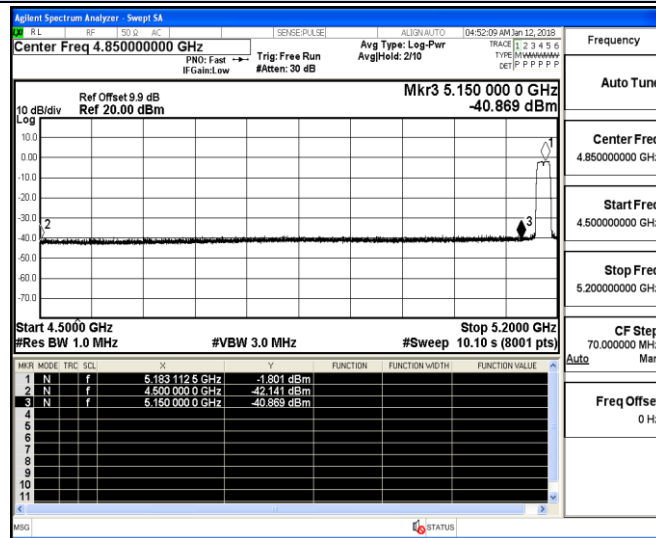 Agilent Spectrum Analyzer - Swept SA
RL RF 50 Ω AC SENSE:PULSE ALIGNAUTO 04:52:09 AM Jan 12, 2018
Center Freq 4.850000000 GHz
PNO: Fast
IFGain:Low
Trig: Free Run
#Atten: 30 dB
Avg Type: Log-Pwr
Avg|Hold: 2/10
TRACE 1 2 3 4 5 6
TYPE
DET P P P P P P
Ref Offset 9.9 dB
10 dB/div Ref 20.00 dBm
Log
Mkr3 5.150 000 0 GHz
-40.869 dBm
10.0
0.00
-10.0
-20.0
-30.0
-40.0
-50.0
-60.0
-70.0
1
2
3
Start 4.5000 GHz Stop 5.2000 GHz
#Res BW 1.0 MHz #VBW 3.0 MHz #Sweep 10.10 s (8001 pts)
MKR MODE TRC SCL X Y FUNCTION FUNCTION WIDTH FUNCTION VALUE
1 N f 5.183 112 5 GHz -1.801 dBm
2 N f 4.500 000 0 GHz -42.141 dBm
3 N f 5.150 000 0 GHz -40.869 dBm
4
5
6
7
8
9
10
11
MSG STATUS
Frequency
Auto Tune
Center Freq
4.850000000 GHz
Start Freq
4.500000000 GHz
Stop Freq
5.200000000 GHz
CF Step
70.000000 MHz
Auto Man
Freq Offset
0 Hz